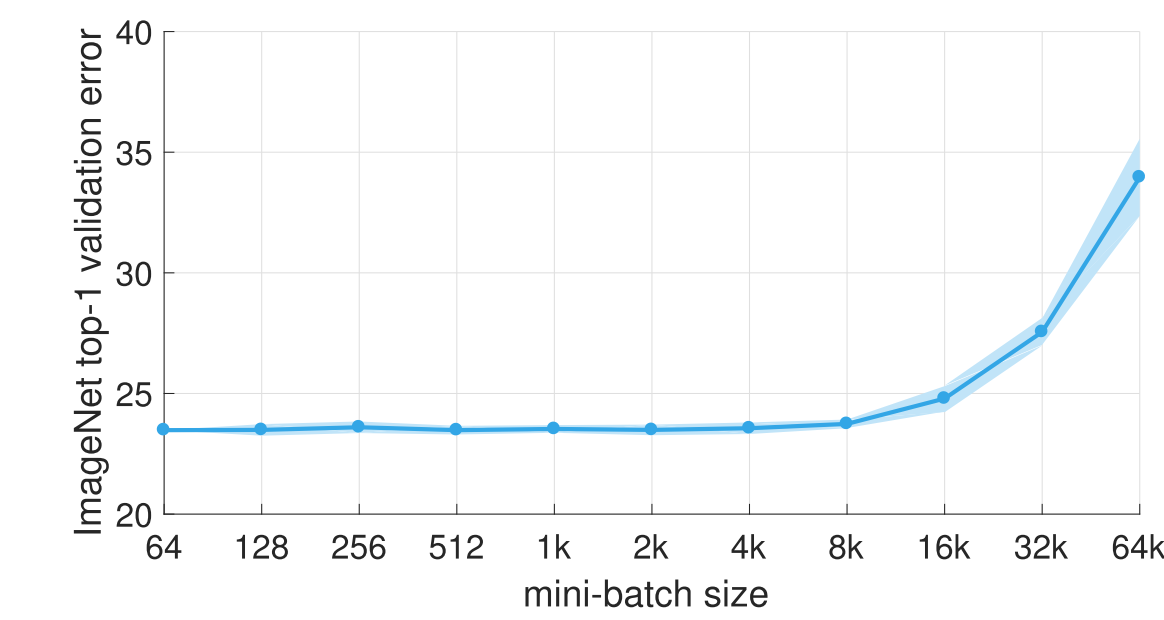 ImageNet top-1 validation error
40
35
30
25
20
64 128 256 512 1k 2k 4k 8k 16k 32k 64k
mini-batch size